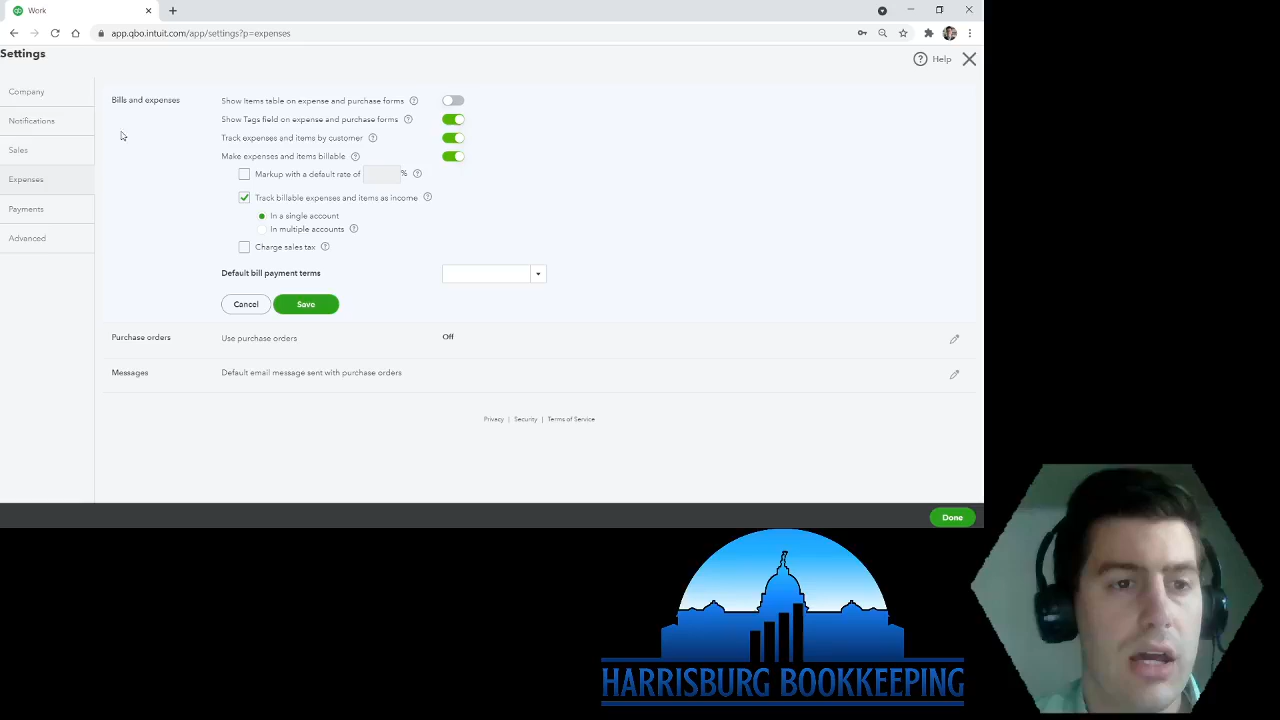 Work
app.qbo.intuit.com/app/settings?p=expenses
Settings
Help
Company
Notifications
Sales
Expenses
Payments
Advanced
Bills and expenses
Show Items table on expense and purchase forms
Show Tags field on expense and purchase forms
Track expenses and items by customer
Make expenses and items billable
Markup with a default rate of %
Track billable expenses and items as income
In a single account
In multiple accounts
Charge sales tax
Default bill payment terms
Cancel Save
Purchase orders Use purchase orders Off
Messages Default email message sent with purchase orders
Privacy | Security | Terms of Service
Done
HARRISBURG BOOKKEEPING